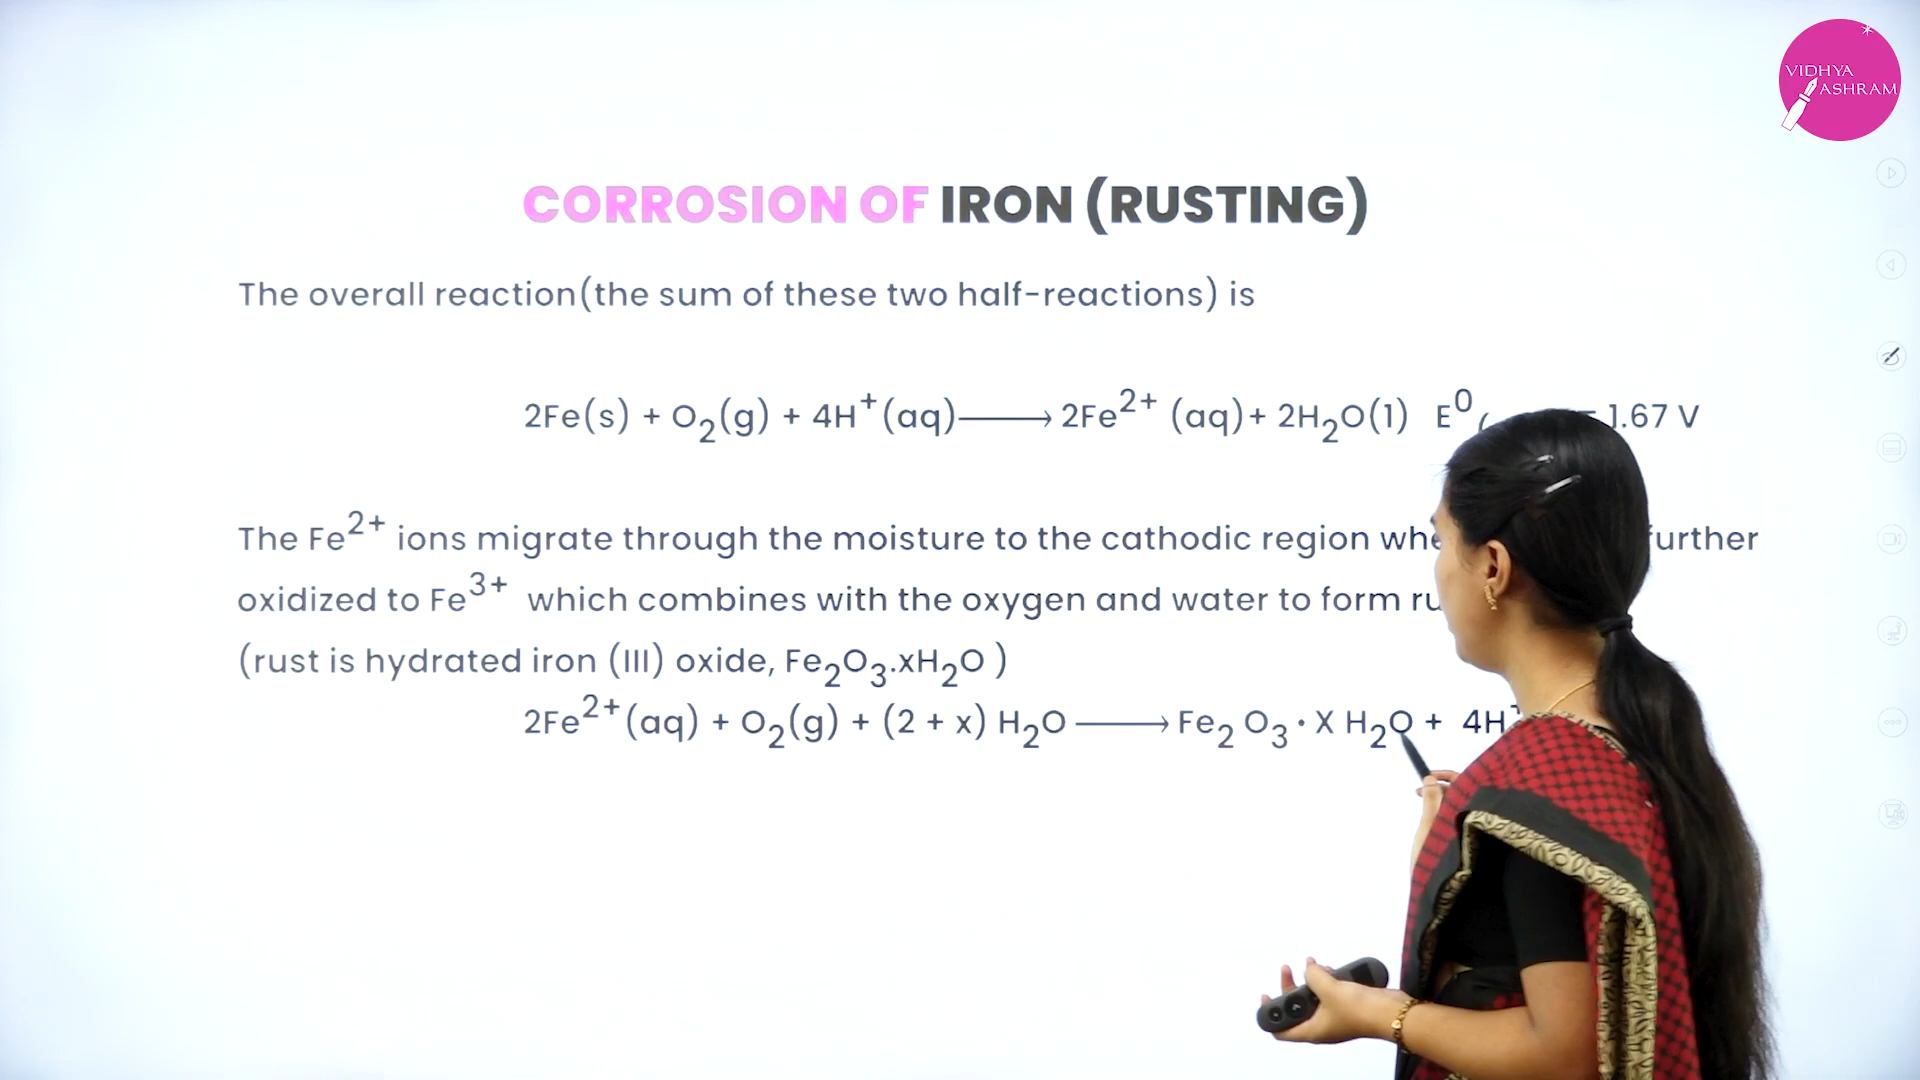 VIDHYA
ASHRAM
CORROSION OF IRON (RUSTING)
The overall reaction(the sum of these two half-reactions) is
2Fe(s) + O₂(g) + 4H⁺(aq)⟶2Fe²⁺ (aq)+ 2H₂O(1) E⁰ = 1.67 V
The Fe²⁺ ions migrate through the moisture to the cathodic region further
oxidized to Fe³⁺ which combines with the oxygen and water to form
(rust is hydrated iron (III) oxide, Fe₂O₃.xH₂O )
2Fe²⁺(aq) + O₂(g) + (2 + x) H₂O ⟶ Fe₂ O₃ · X H₂O + 4H⁺